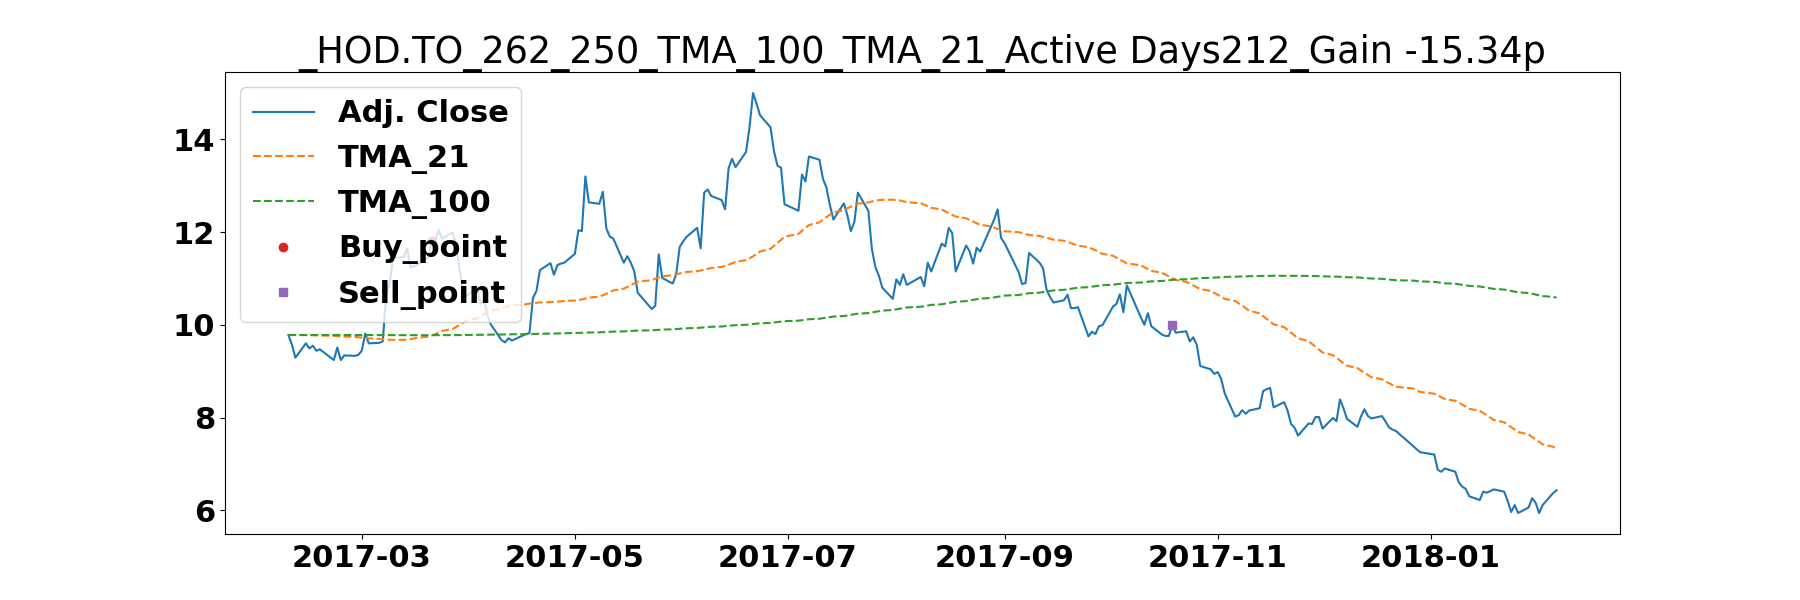 _HOD.TO_262_250_TMA_100_TMA_21_Active Days212_Gain -15.34p
Adj. Close
TMA_21
TMA_100
Buy_point
Sell_point
14
12
10
8
6
2017-03 2017-05 2017-07 2017-09 2017-11 2018-01